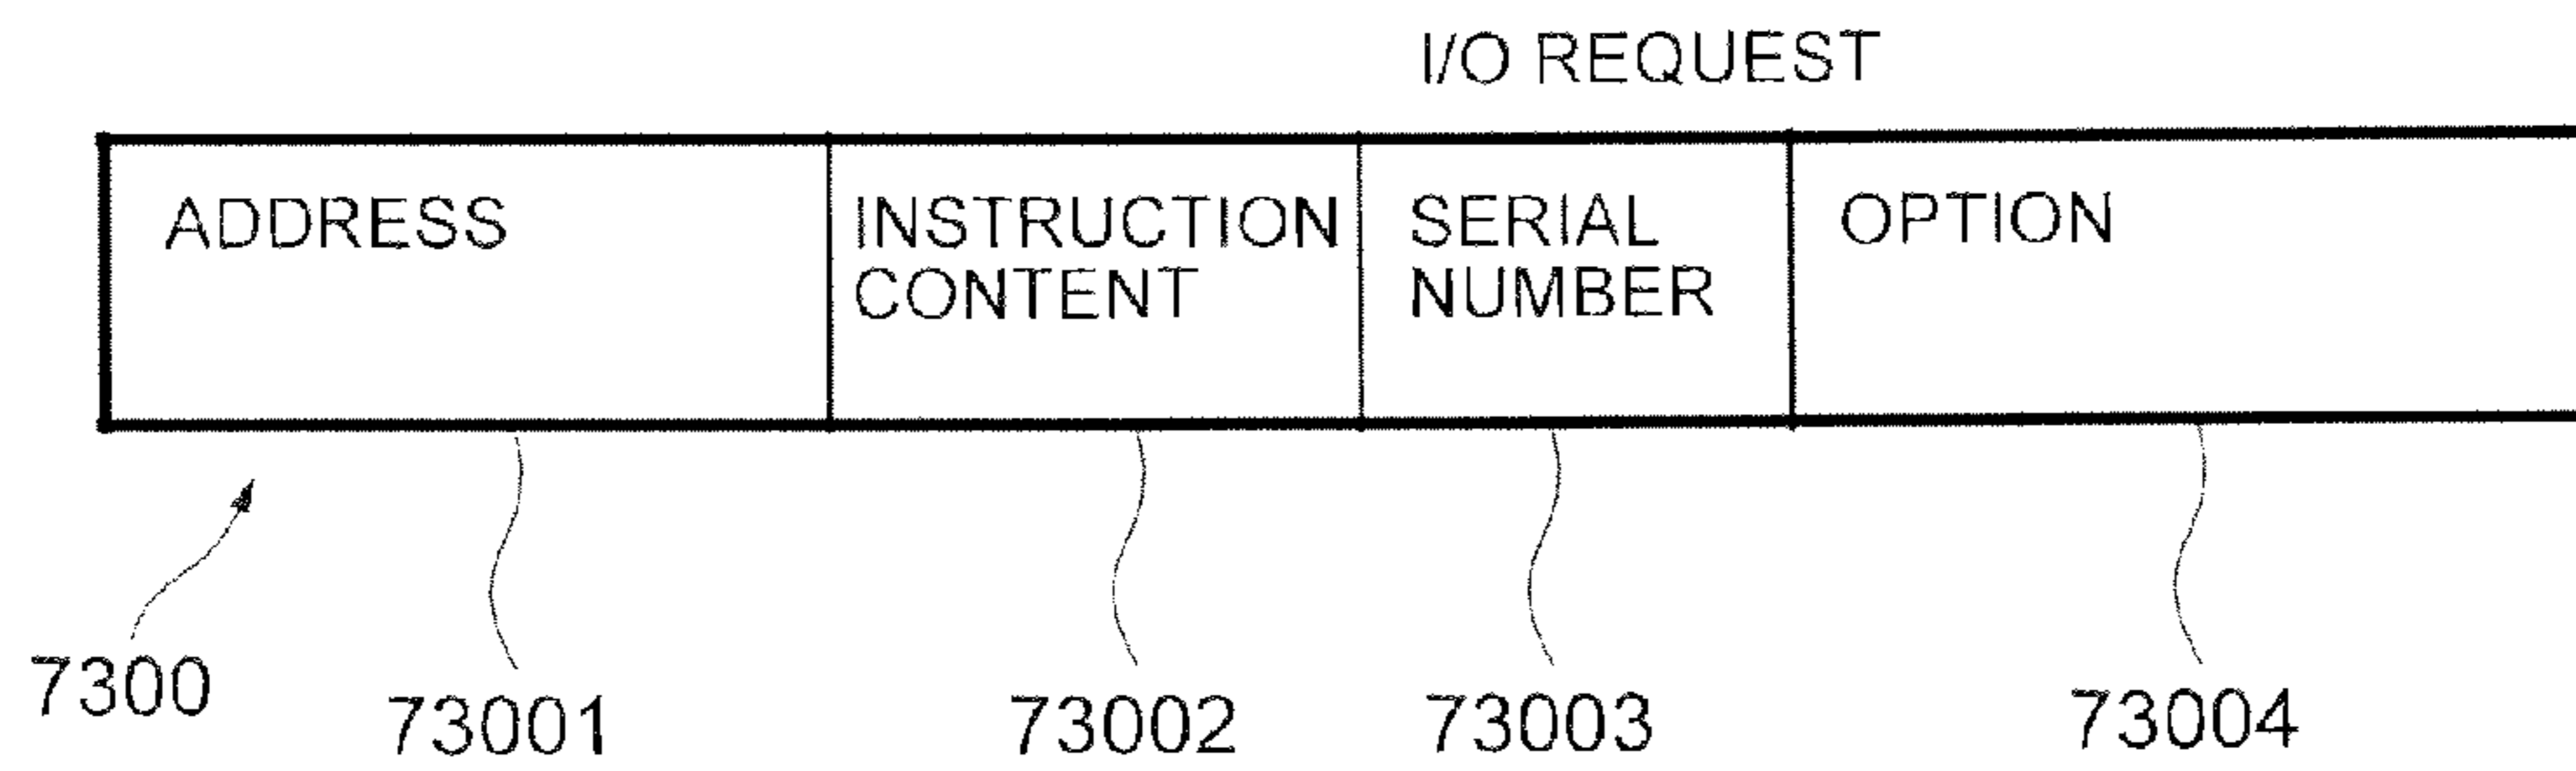 I/O REQUEST
ADDRESS
INSTRUCTION
CONTENT
SERIAL
NUMBER
OPTION
7300
73001
73002
73003
73004